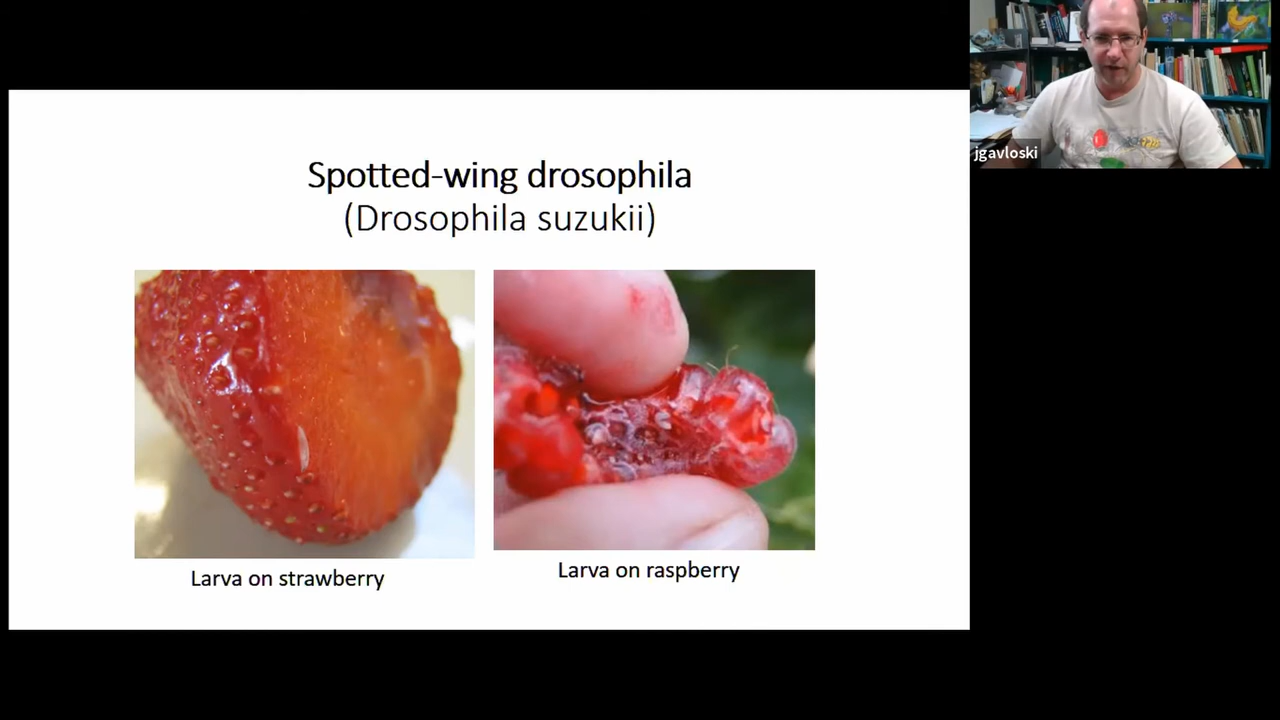 Spotted-wing drosophila
(Drosophila suzukii)
Larva on strawberry
Larva on raspberry
jgavloski